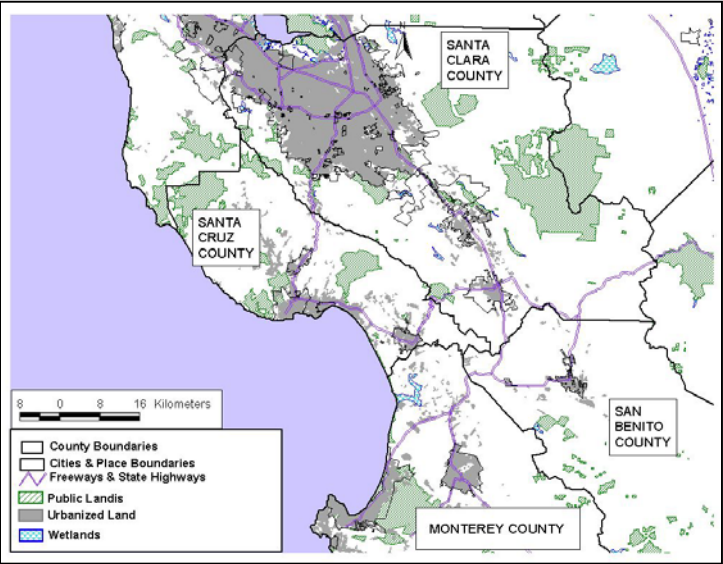 SANTA
CLARA
COUNTY
SANTA
CRUZ
COUNTY
SAN
BENITO
COUNTY
MONTEREY COUNTY
8 0 8 16 Kilometers
County Boundaries
Cities & Place Boundaries
Freeways & State Highways
Public Landis
Urbanized Land
Wetlands